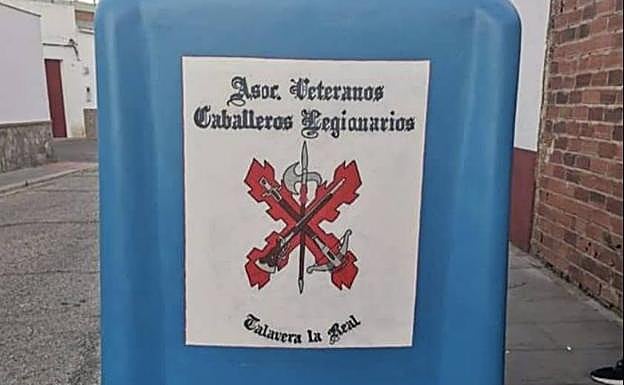 Asoc. Veteranos
Caballeros Legionarios
Talavera la Real